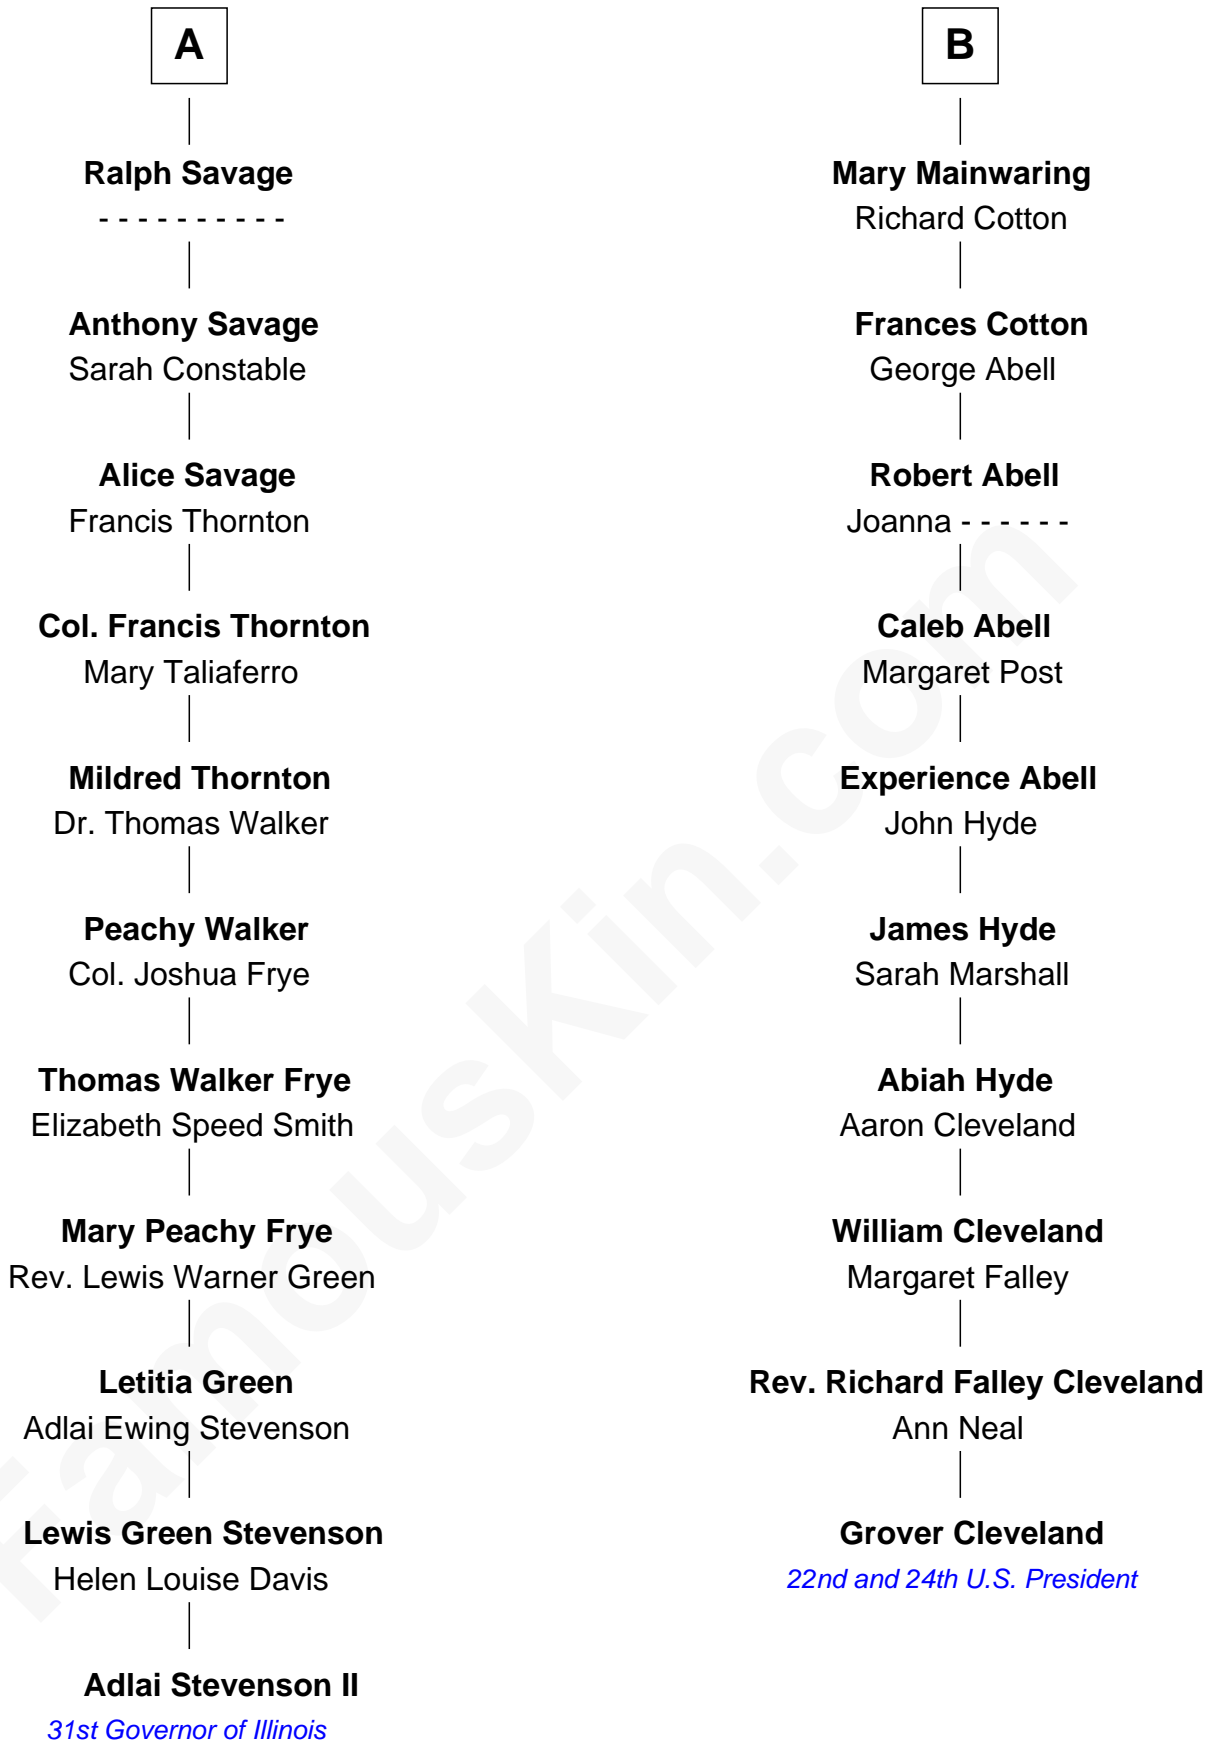 A
Ralph Savage
- - - - - - - - - -
Anthony Savage
Sarah Constable
Alice Savage
Francis Thornton
Col. Francis Thornton
Mary Taliaferro
Mildred Thornton
Dr. Thomas Walker
Peachy Walker
Col. Joshua Frye
Thomas Walker Frye
Elizabeth Speed Smith
Mary Peachy Frye
Rev. Lewis Warner Green
Letitia Green
Adlai Ewing Stevenson
Lewis Green Stevenson
Helen Louise Davis
Adlai Stevenson II
31st Governor of Illinois
B
Mary Mainwaring
Richard Cotton
Frances Cotton
George Abell
Robert Abell
Joanna - - - - - -
Caleb Abell
Margaret Post
Experience Abell
John Hyde
James Hyde
Sarah Marshall
Abiah Hyde
Aaron Cleveland
William Cleveland
Margaret Falley
Rev. Richard Falley Cleveland
Ann Neal
Grover Cleveland
22nd and 24th U.S. President
FamousKin.com